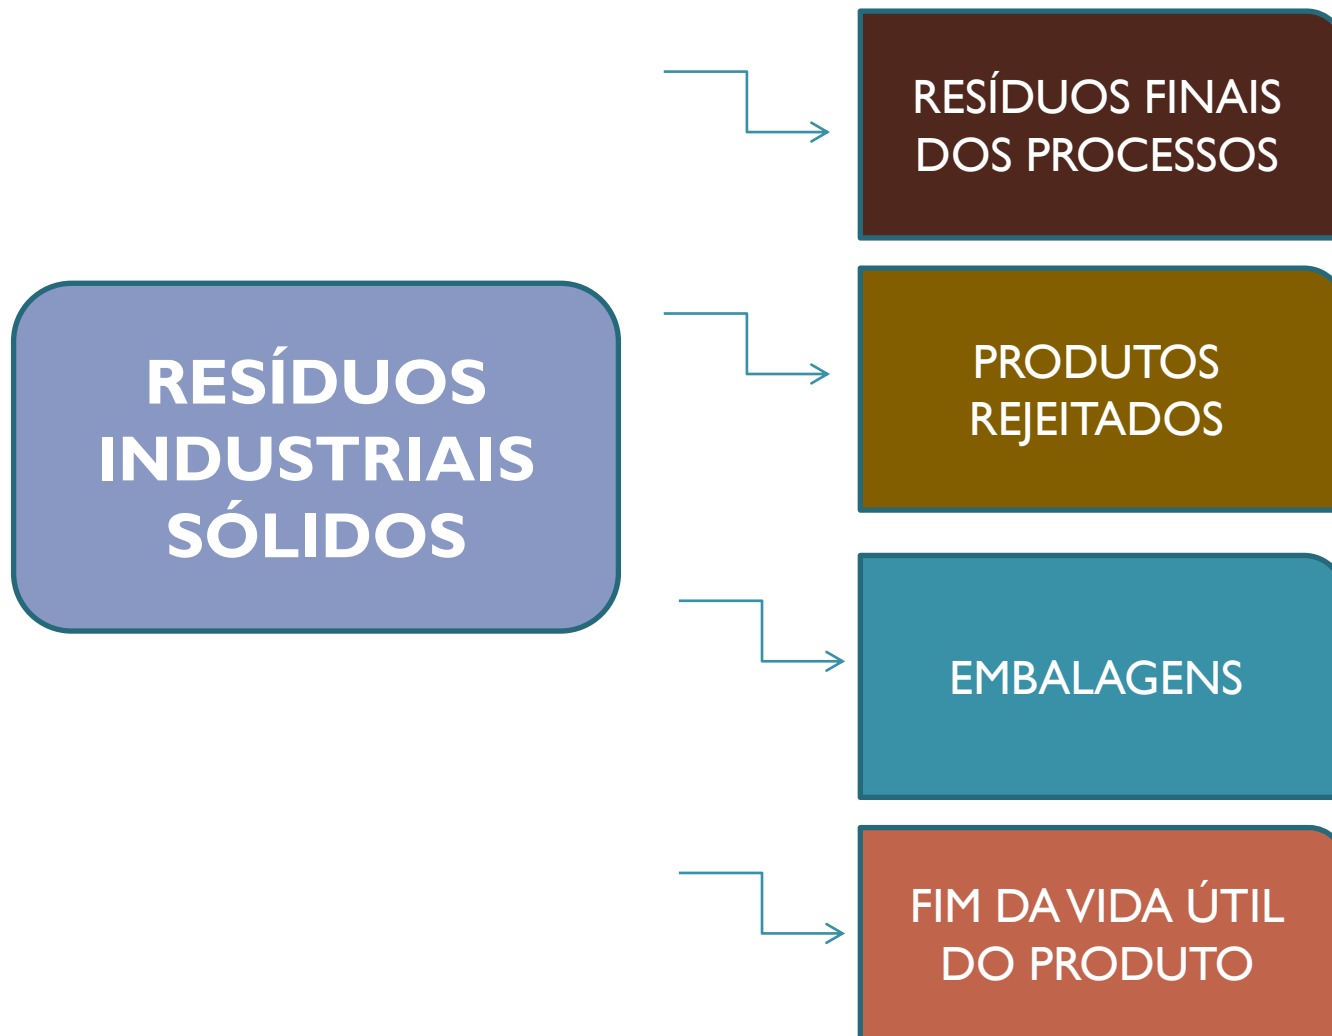 RESÍDUOS
INDUSTRIAIS
SÓLIDOS
RESÍDUOS FINAIS
DOS PROCESSOS
PRODUTOS
REJEITADOS
EMBALAGENS
FIM DA VIDA ÚTIL
DO PRODUTO